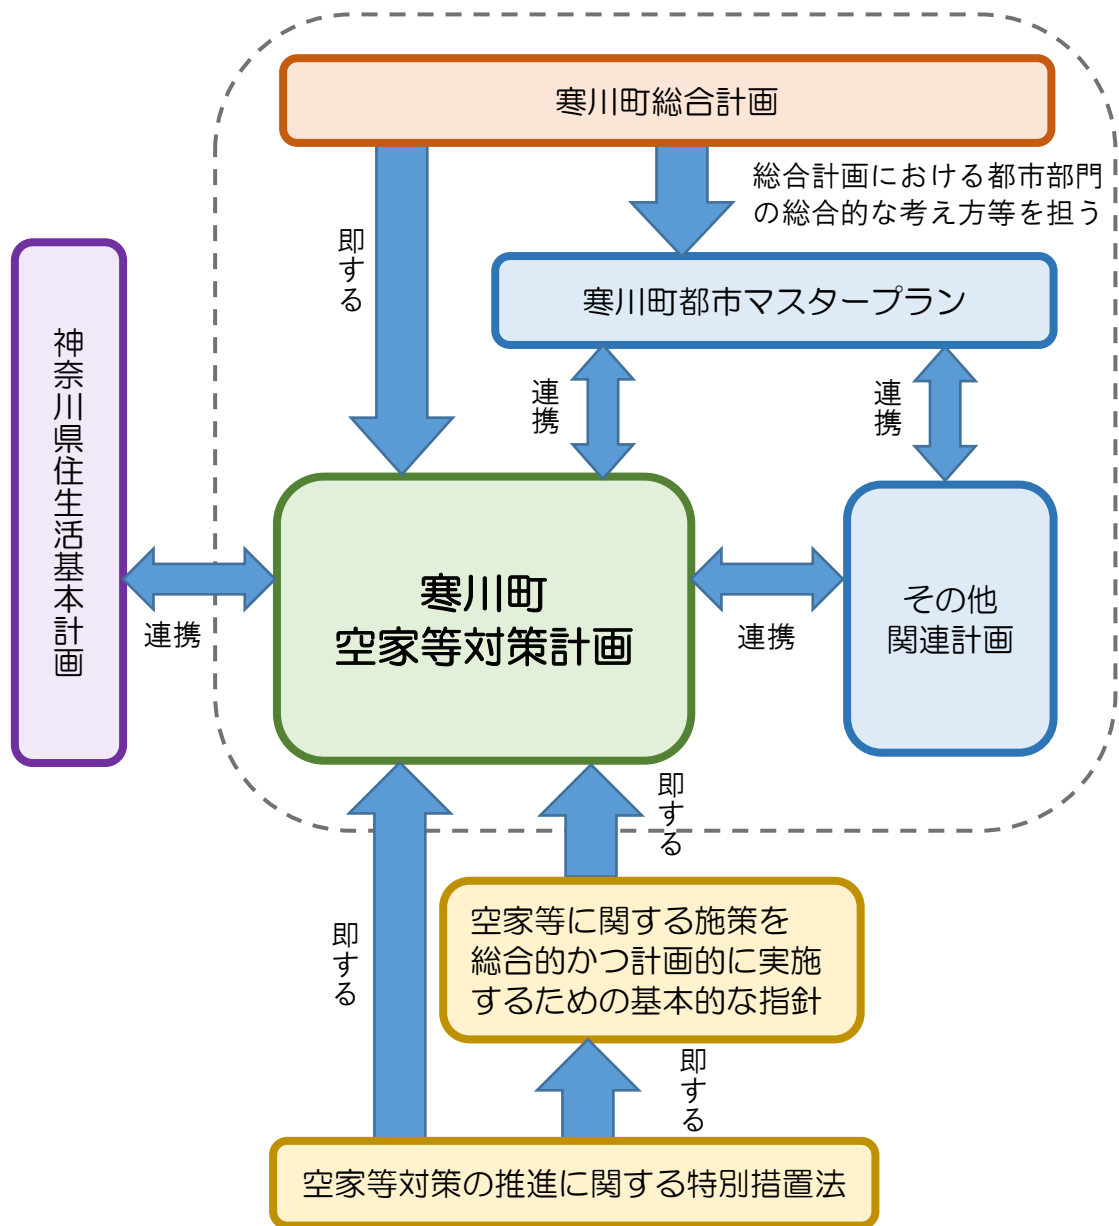 寒川町総合計画
総合計画における都市部門
の総合的な考え方等を担う
即する
寒川町都市マスタープラン
神奈川県住生活基本計画
連携
連携
寒川町
空家等対策計画
その他
関連計画
連携
連携
即する
即する
空家等に関する施策を
総合的かつ計画的に実施
するための基本的な指針
即する
空家等対策の推進に関する特別措置法